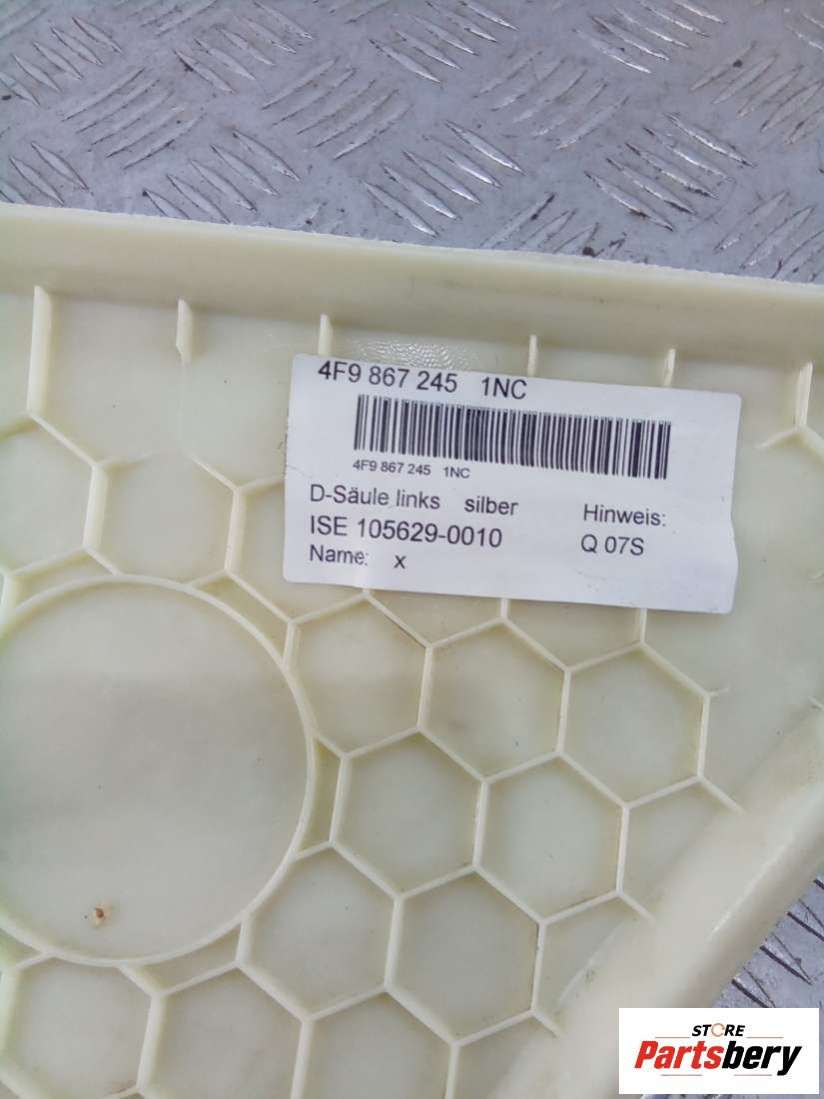 4F9 867 245 1NC
4F9 867 245 1NC
D-Säule links silber
Hinweis:
ISE 105629-0010
Q 07S
Name: x
STORE
Partsbery